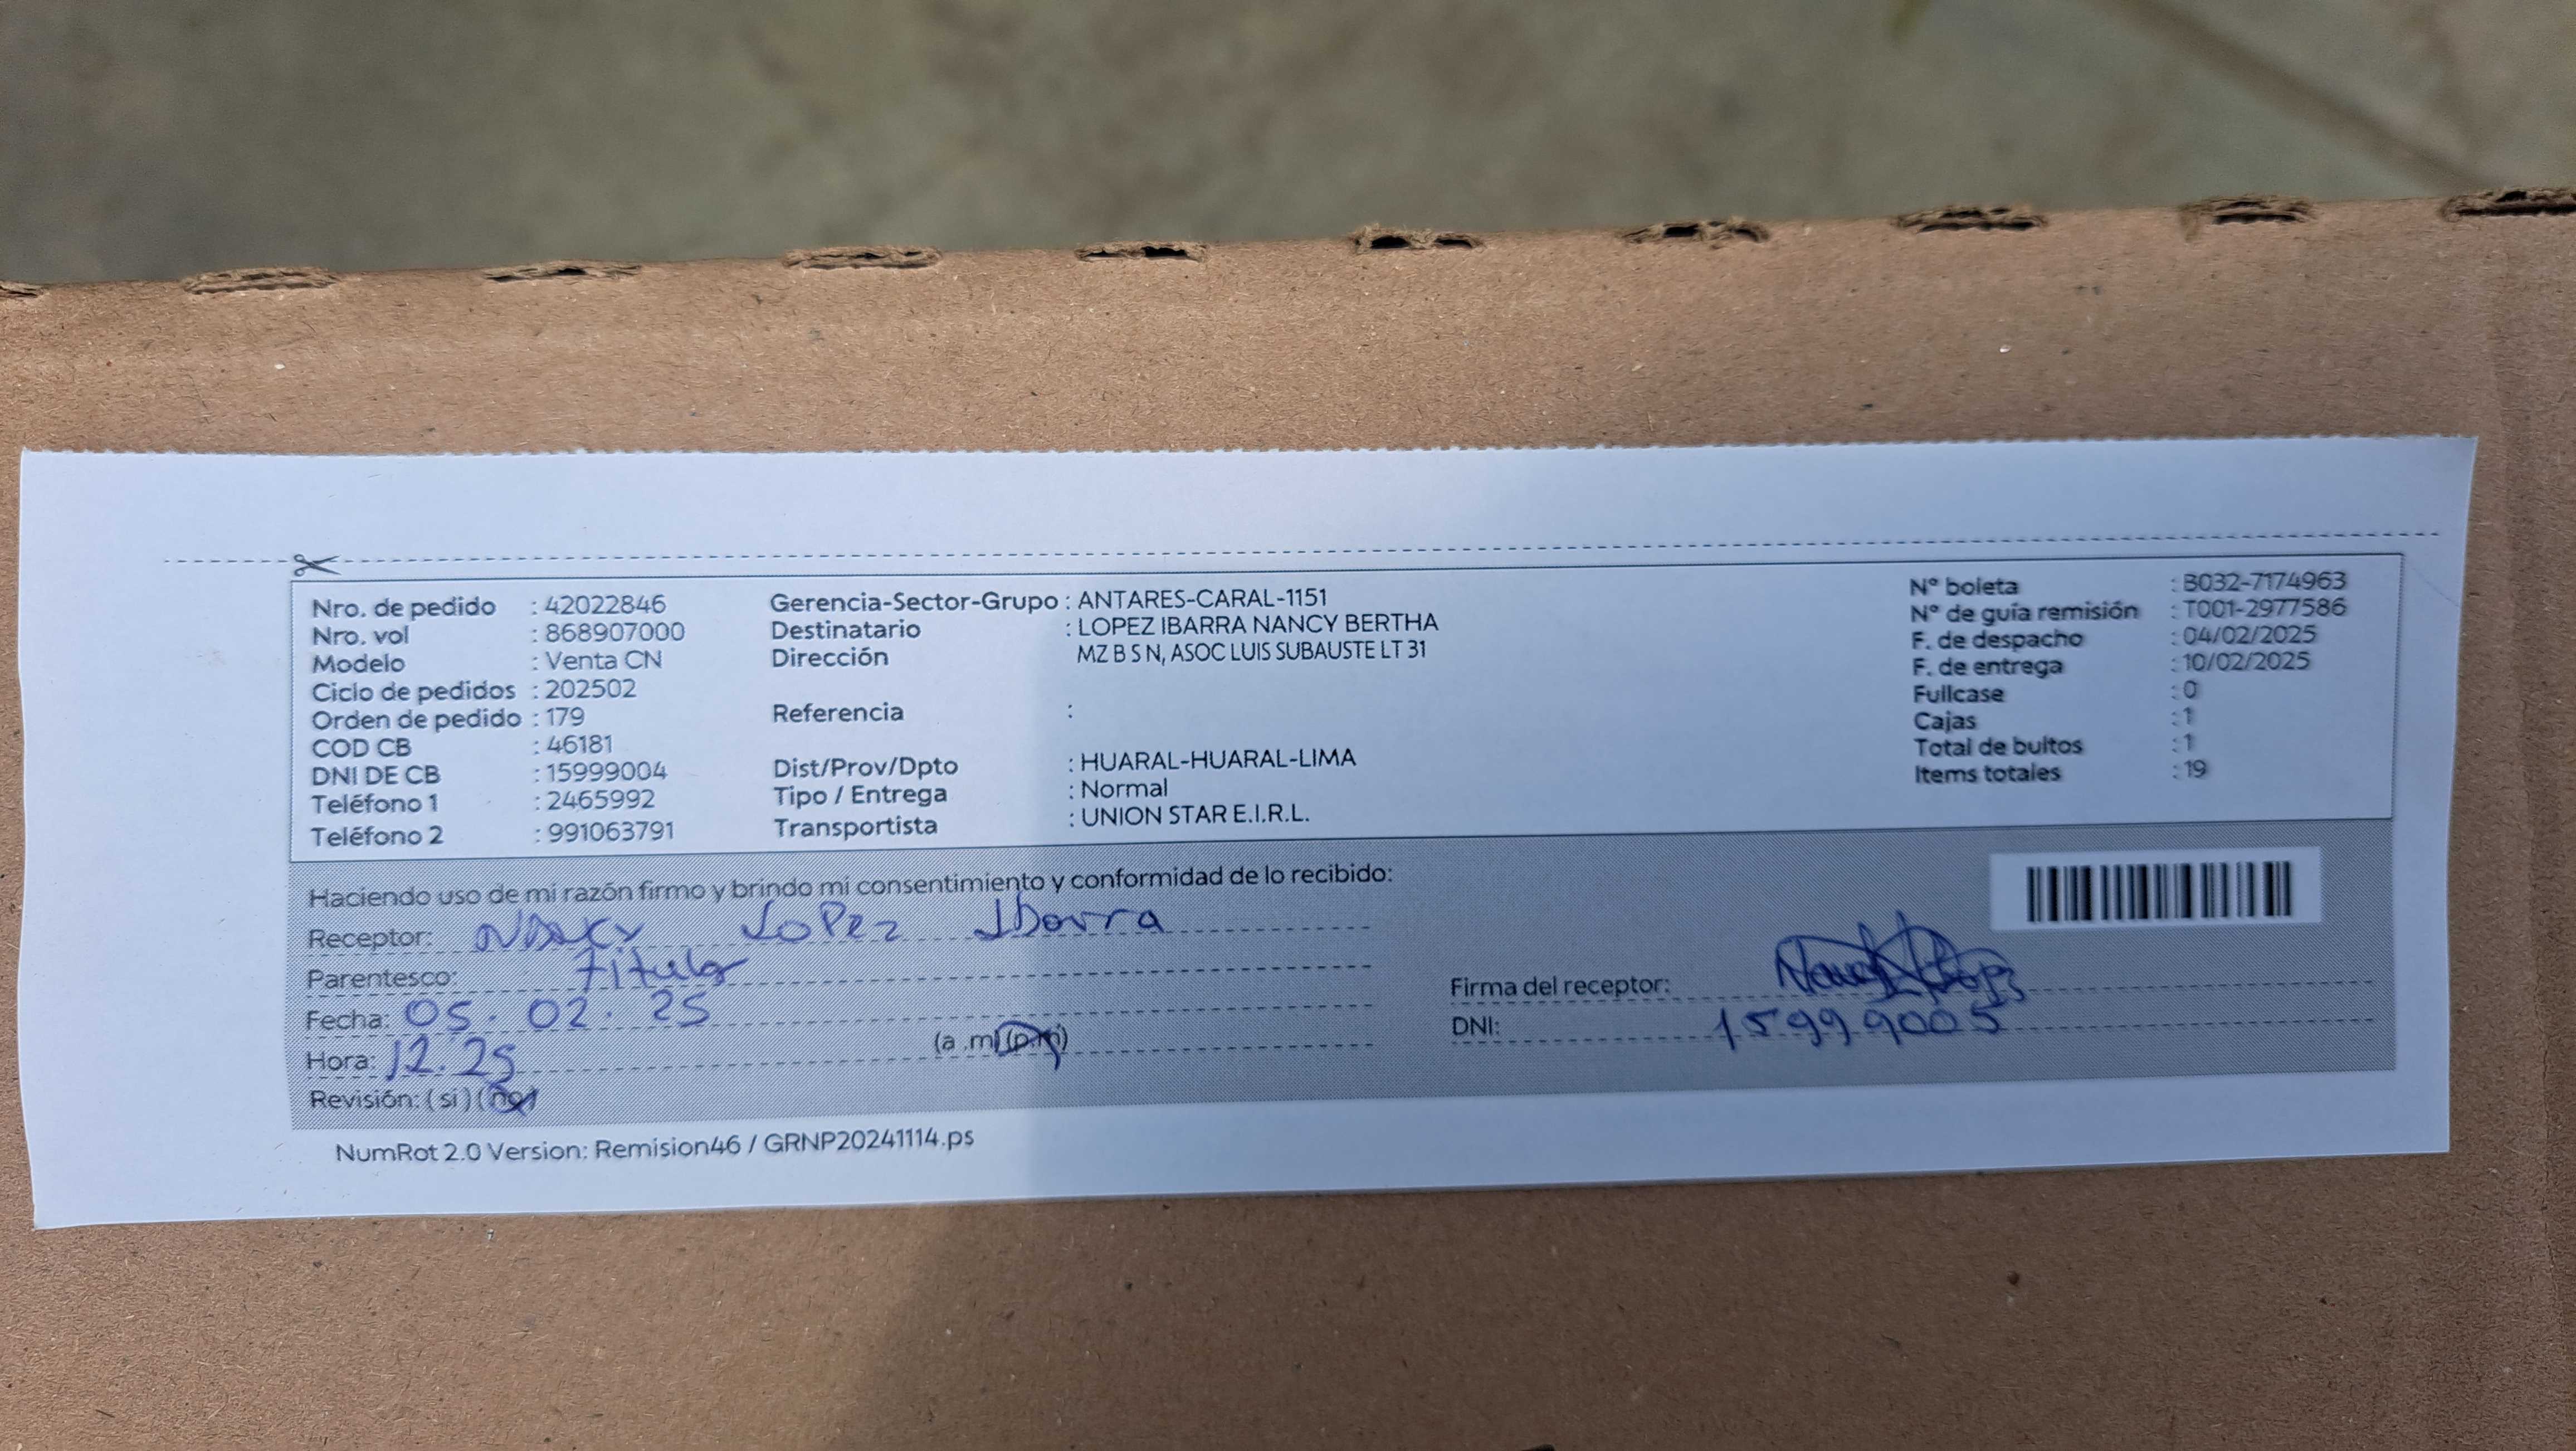 Nro. de pedido : 42022846
Nro. vol : 868907000
Modelo : Venta CN
Ciclo de pedidos : 202502
Orden de pedido : 179
COD CB : 46181
DNI DE CB : 15999004
Teléfono 1 : 2465992
Teléfono 2 : 991063791
Gerencia-Sector-Grupo : ANTARES-CARAL-1151
Destinatario : LOPEZ IBARRA NANCY BERTHA
Dirección MZ B S N, ASOC LUIS SUBAUSTE LT 31
Referencia :
Dist/Prov/Dpto : HUARAL-HUARAL-LIMA
Tipo / Entrega : Normal
Transportista : UNION STAR E.I.R.L.
N° boleta : B032-7174963
N° de guía remisión : T001-2977586
F. de despacho : 04/02/2025
F. de entrega : 10/02/2025
Fullcase : 0
Cajas : 1
Total de bultos : 1
Items totales : 19
Haciendo uso de mi razón firmo y brindo mi consentimiento y conformidad de lo recibido:
Receptor: Nancy Lopez Ibarra
Parentesco: titular
Fecha: 05. 02. 25
Hora: 12.25 (a .m) (p.m)
Revisión: ( si ) ( no )
Firma del receptor: Nancy Lopez
DNI: 15999005
NumRot 2.0 Version: Remision46 / GRNP20241114.ps